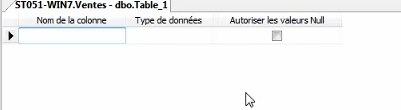 ST051-WIN7.Ventes - dbo.Table_1
Nom de la colonne Type de données Autoriser les valeurs Null